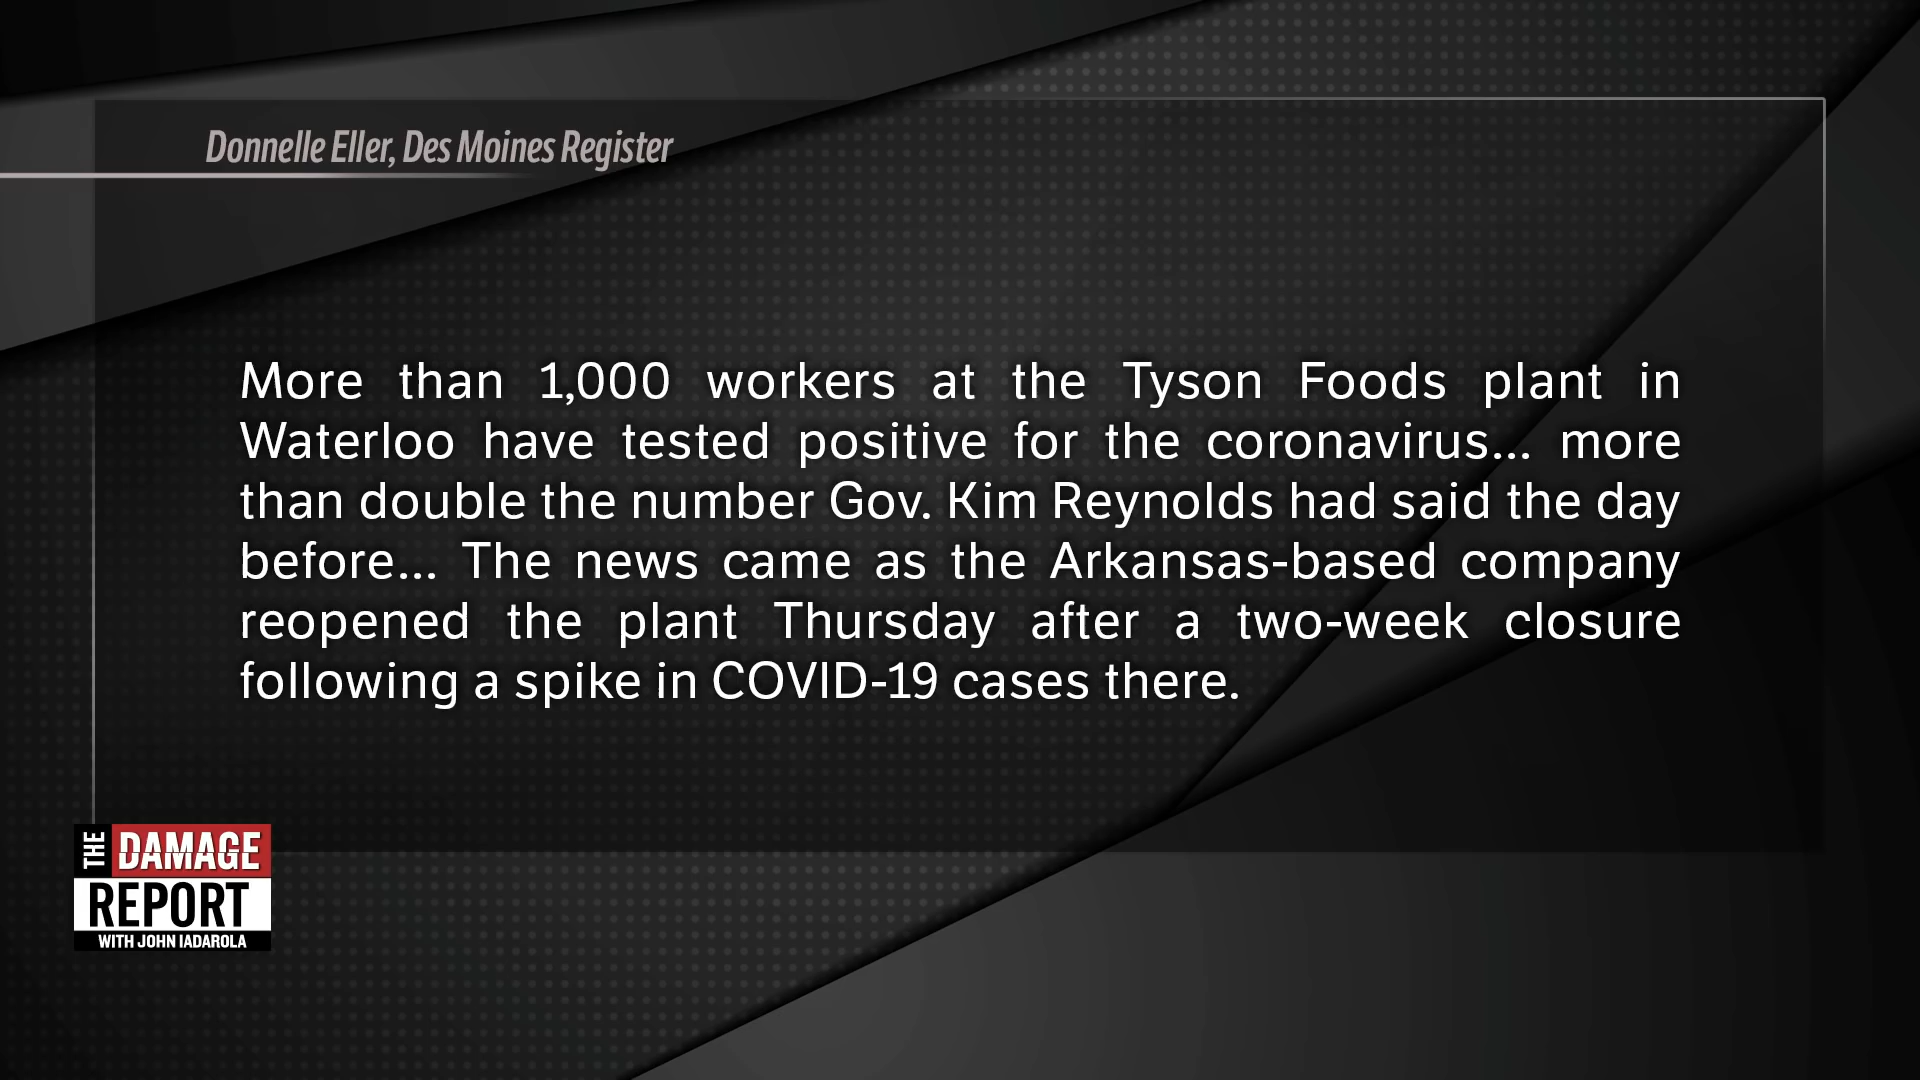 Donnelle Eller, Des Moines Register
More than 1,000 workers at the Tyson Foods plant in
Waterloo have tested positive for the coronavirus... more
than double the number Gov. Kim Reynolds had said the day
before... The news came as the Arkansas-based company
reopened the plant Thursday after a two-week closure
following a spike in COVID-19 cases there.
THE DAMAGE
REPORT
WITH JOHN IADAROLA